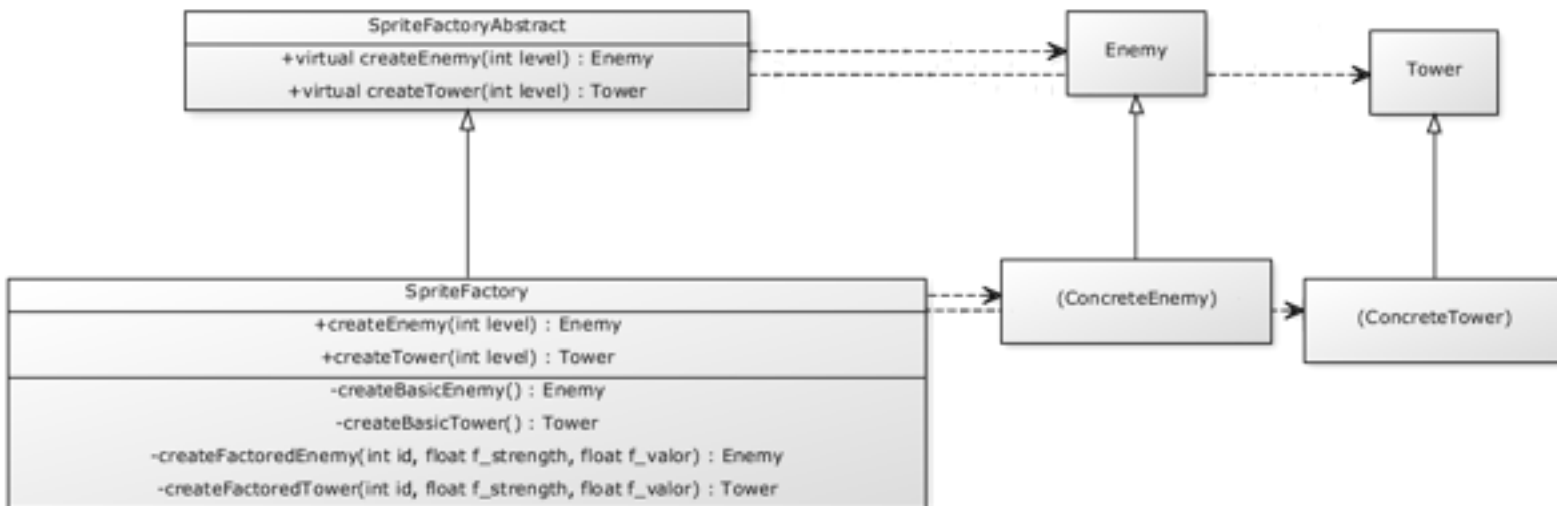 SpriteFactoryAbstract
+virtual createEnemy(int level) : Enemy
+virtual createTower(int level) : Tower
Enemy
Tower
SpriteFactory
+createEnemy(int level) : Enemy
+createTower(int level) : Tower
-createBasicEnemy() : Enemy
-createBasicTower() : Tower
-createFactoredEnemy(int id, float f_strength, float f_valor) : Enemy
-createFactoredTower(int id, float f_strength, float f_valor) : Tower
(ConcreteEnemy)
(ConcreteTower)